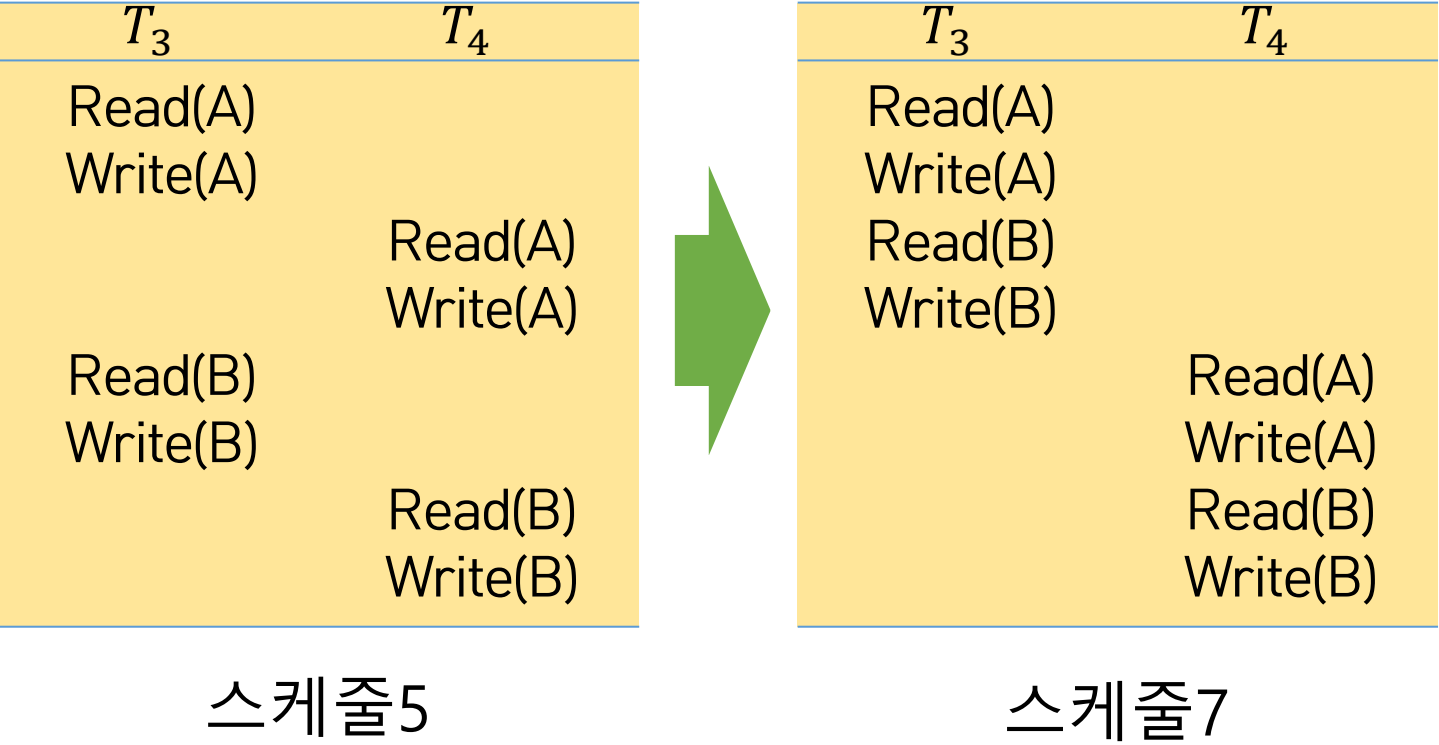 T₃ T₄
Read(A)
Write(A)
Read(A)
Write(A)
Read(B)
Write(B)
Read(B)
Write(B)
스케줄5
T₃ T₄
Read(A)
Write(A)
Read(B)
Write(B)
Read(A)
Write(A)
Read(B)
Write(B)
스케줄7